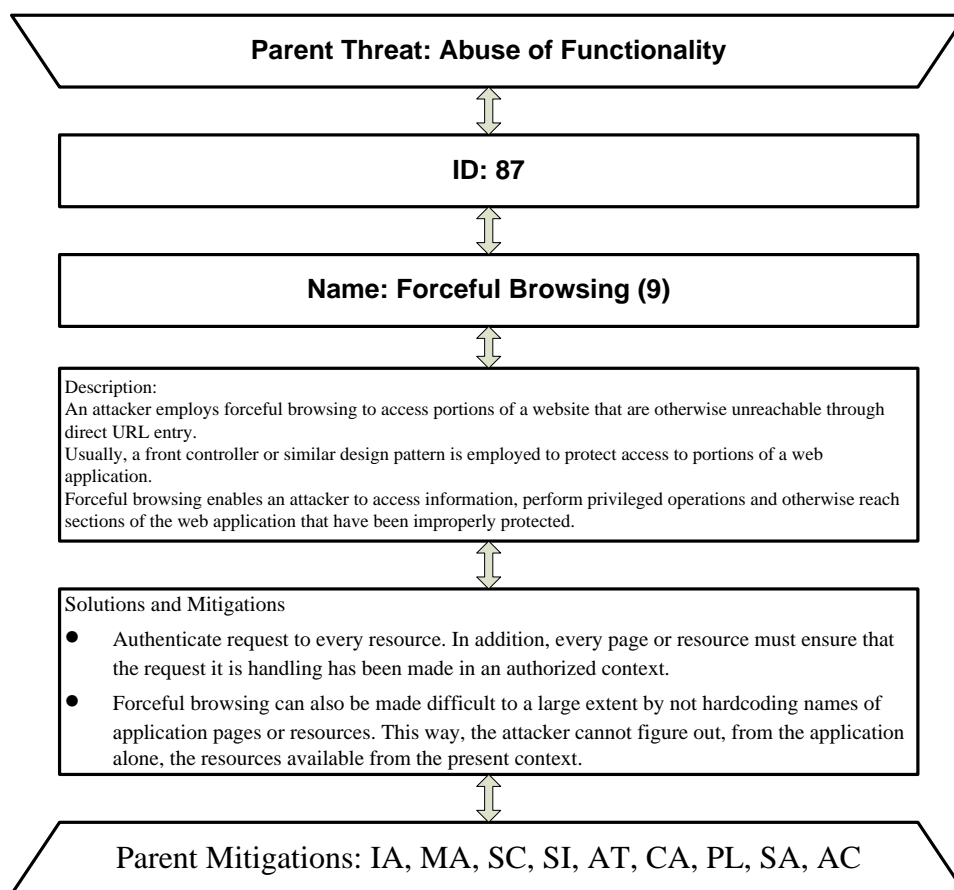 Parent Threat: Abuse of Functionality
ID: 87
Name: Forceful Browsing (9)
Description:
An attacker employs forceful browsing to access portions of a website that are otherwise unreachable through
direct URL entry.
Usually, a front controller or similar design pattern is employed to protect access to portions of a web
application.
Forceful browsing enables an attacker to access information, perform privileged operations and otherwise reach
sections of the web application that have been improperly protected.
Solutions and Mitigations
● Authenticate request to every resource. In addition, every page or resource must ensure that
the request it is handling has been made in an authorized context.
● Forceful browsing can also be made difficult to a large extent by not hardcoding names of
application pages or resources. This way, the attacker cannot figure out, from the application
alone, the resources available from the present context.
Parent Mitigations: IA, MA, SC, SI, AT, CA, PL, SA, AC